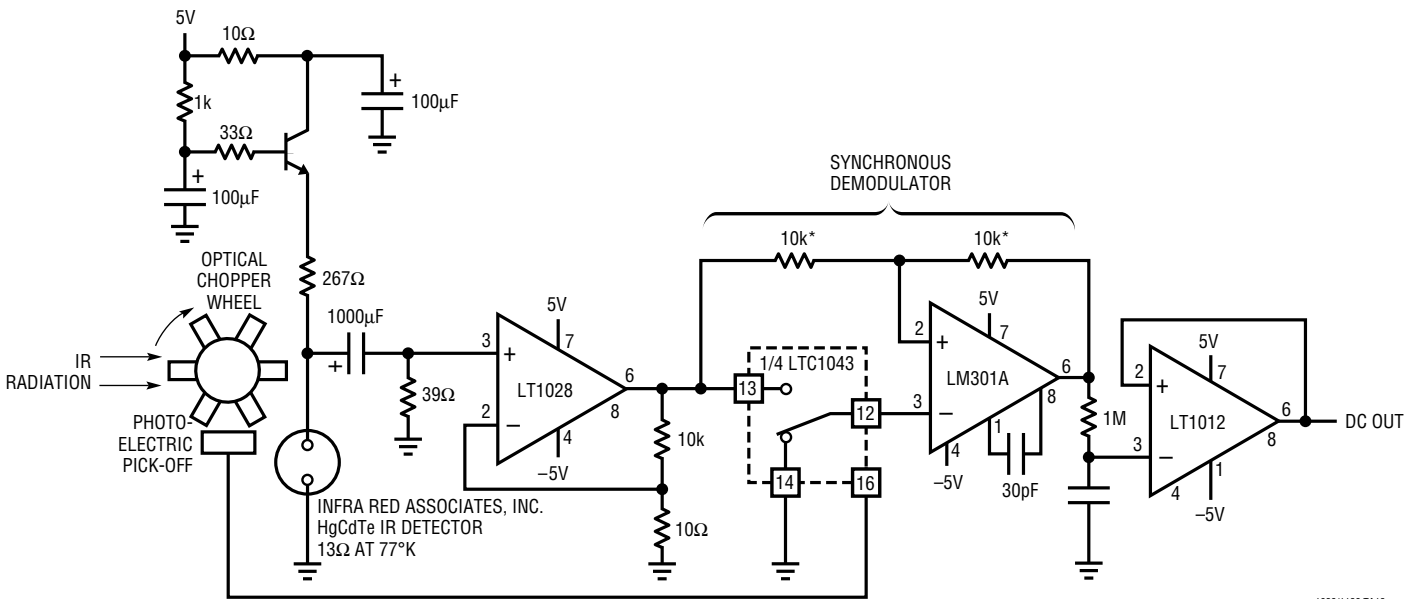 5V
10Ω
1k
+
100μF
33Ω
+
100μF
OPTICAL
CHOPPER
WHEEL
267Ω
IR
RADIATION
PHOTO-
ELECTRIC
PICK-OFF
1000μF
+
39Ω
INFRA RED ASSOCIATES, INC.
HgCdTe IR DETECTOR
13Ω AT 77°K
5V
7
3
+
LT1028
6
8
2
−
4
–5V
10k
10Ω
SYNCHRONOUS
DEMODULATOR
10k*
10k*
1/4 LTC1043
13
12
14
16
5V
7
2
+
LM301A
6
3
−
8
1
4
–5V
30pF
1M
5V
7
2
+
LT1012
6
3
−
8
1
4
–5V
DC OUT